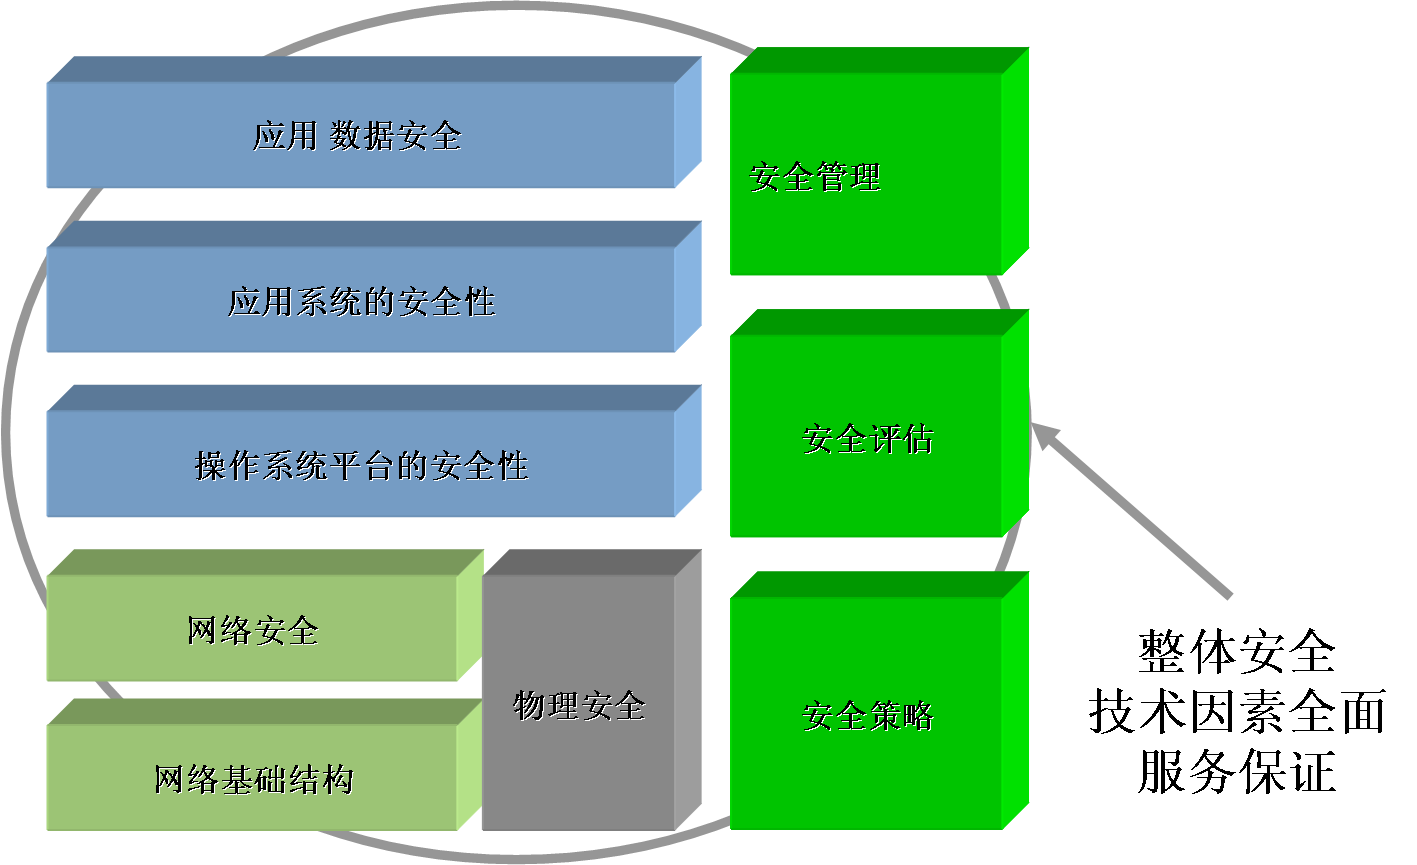 应用 数据安全
应用系统的安全性
操作系统平台的安全性
网络安全
网络基础结构
物理安全
安全管理
安全评估
安全策略
整体安全
技术因素全面
服务保证